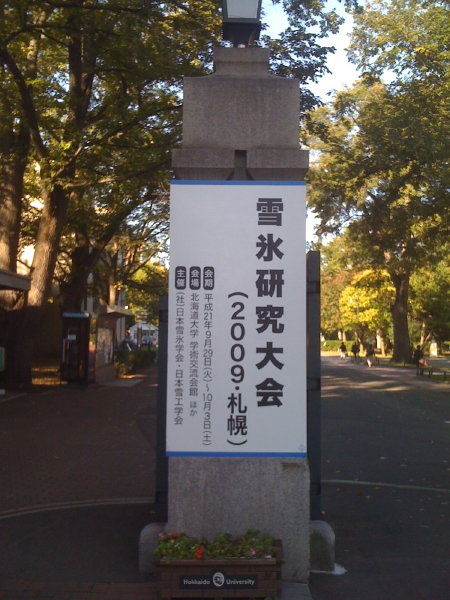 雪氷研究大会
(2009・札幌)
会期 平成21年9月29日(火)～10月3日(土)
会場 北海道大学 学術交流会館 ほか
主催 (社)日本雪氷学会・日本雪工学会
Hokkaido University